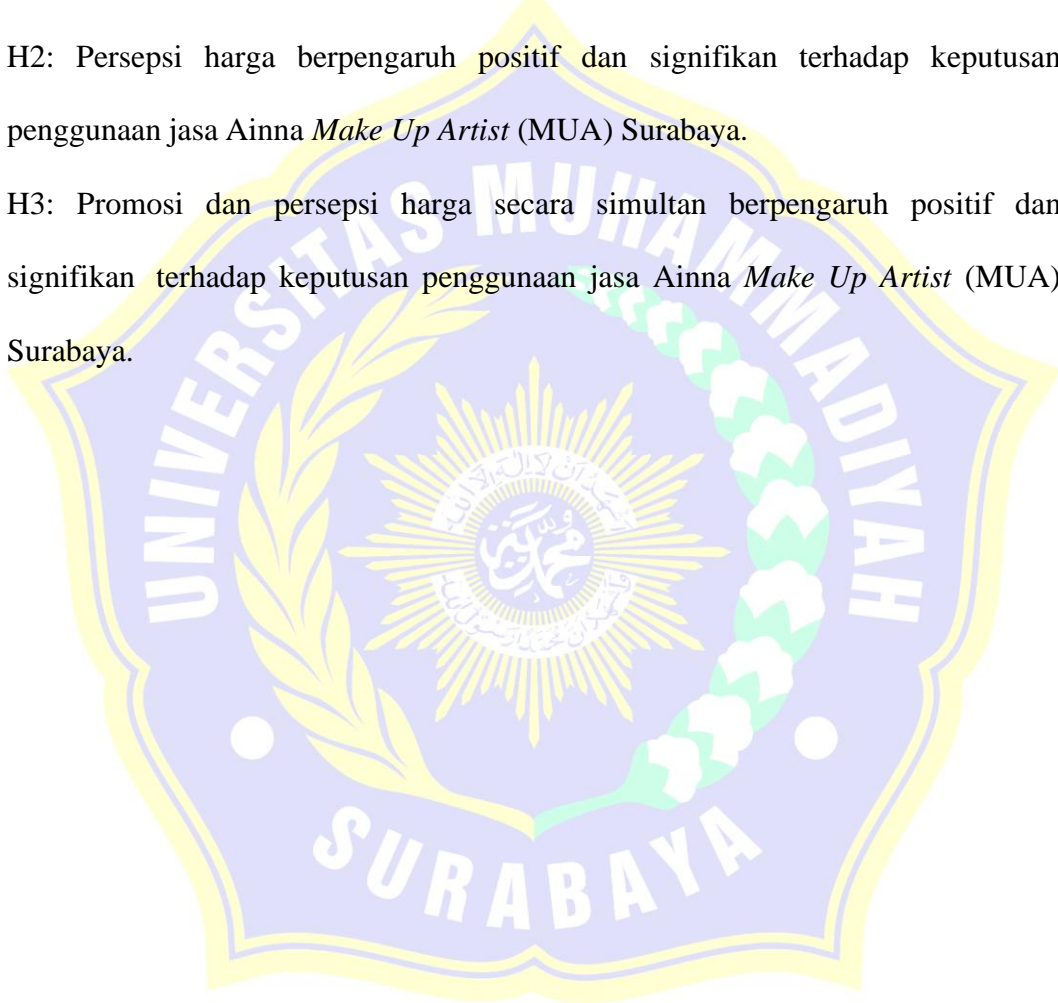 H2: Persepsi harga berpengaruh positif dan signifikan terhadap keputusan
penggunaan jasa Ainna Make Up Artist (MUA) Surabaya.
H3: Promosi dan persepsi harga secara simultan berpengaruh positif dan
signifikan terhadap keputusan penggunaan jasa Ainna Make Up Artist (MUA)
Surabaya.
UNIVERSITAS MUHAMMADIYAH
SURABAYA